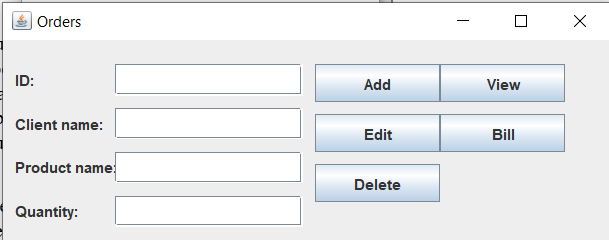 Orders
ID:
Add View
Client name:
Edit Bill
Product name:
Delete
Quantity: